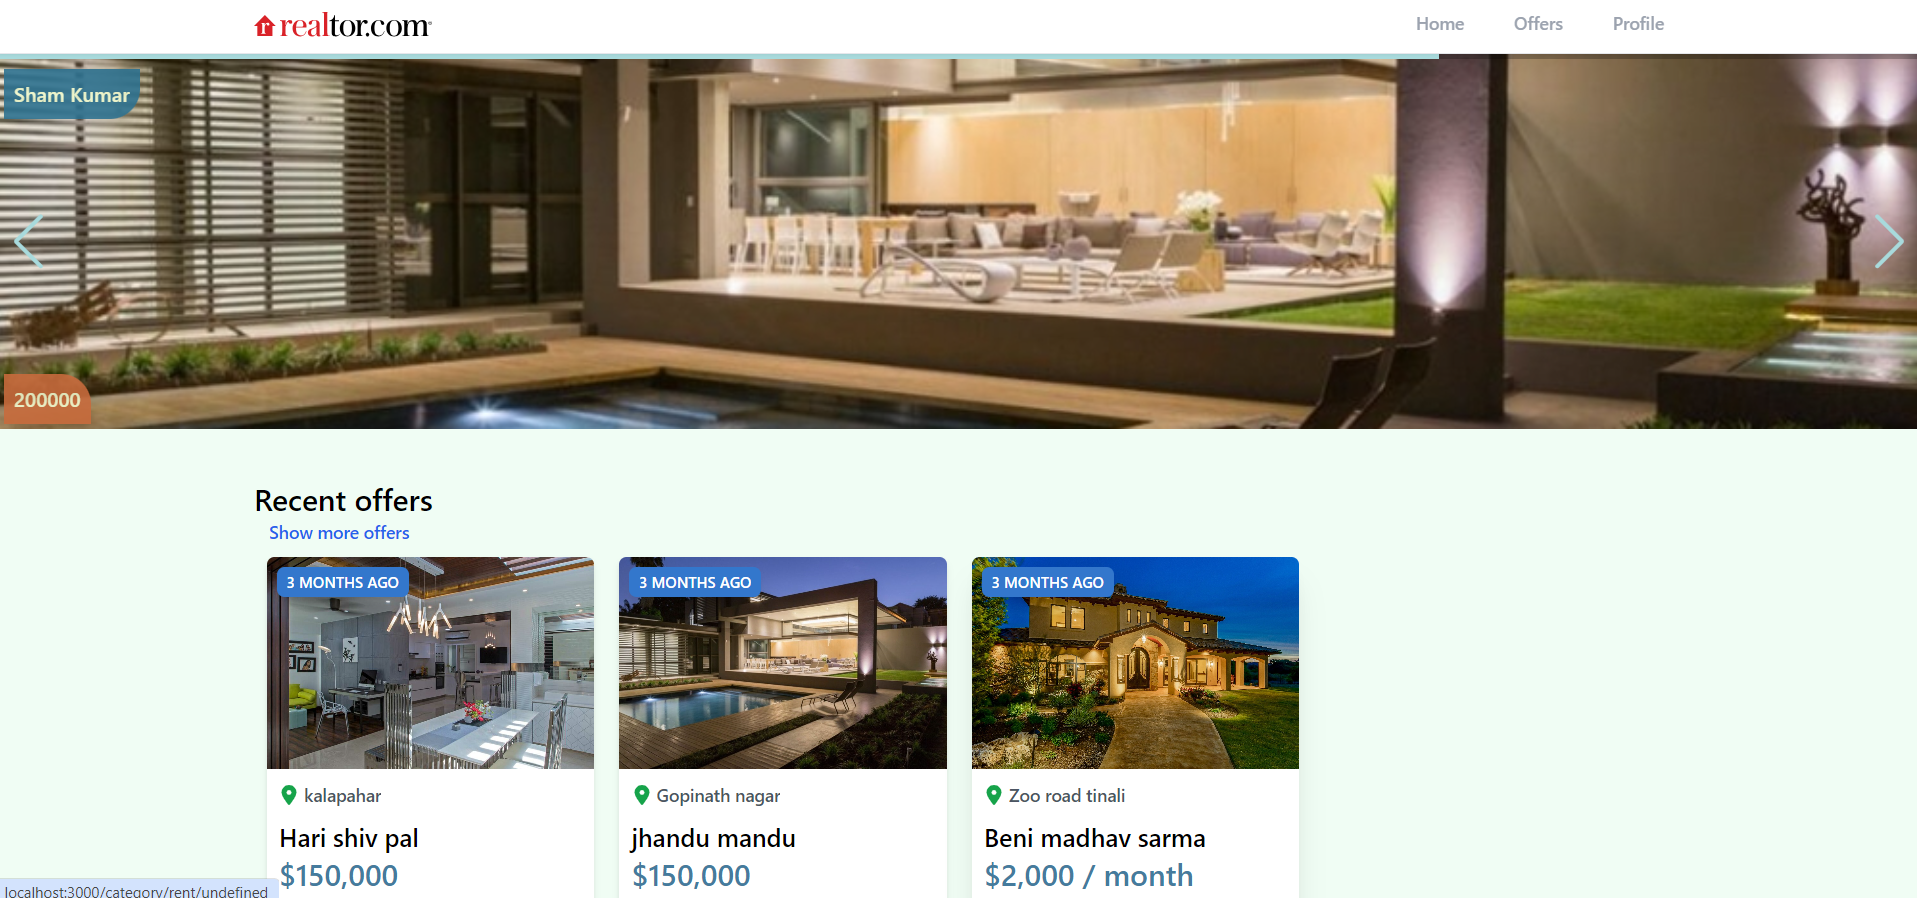 realtor.com
Home Offers Profile
Sham Kumar
200000
Recent offers
Show more offers
3 MONTHS AGO 3 MONTHS AGO 3 MONTHS AGO
kalapahar Gopinath nagar Zoo road tinali
Hari shiv pal jhandu mandu Beni madhav sarma
$150,000 $150,000 $2,000 / month
localhost:3000/category/rent/undefined